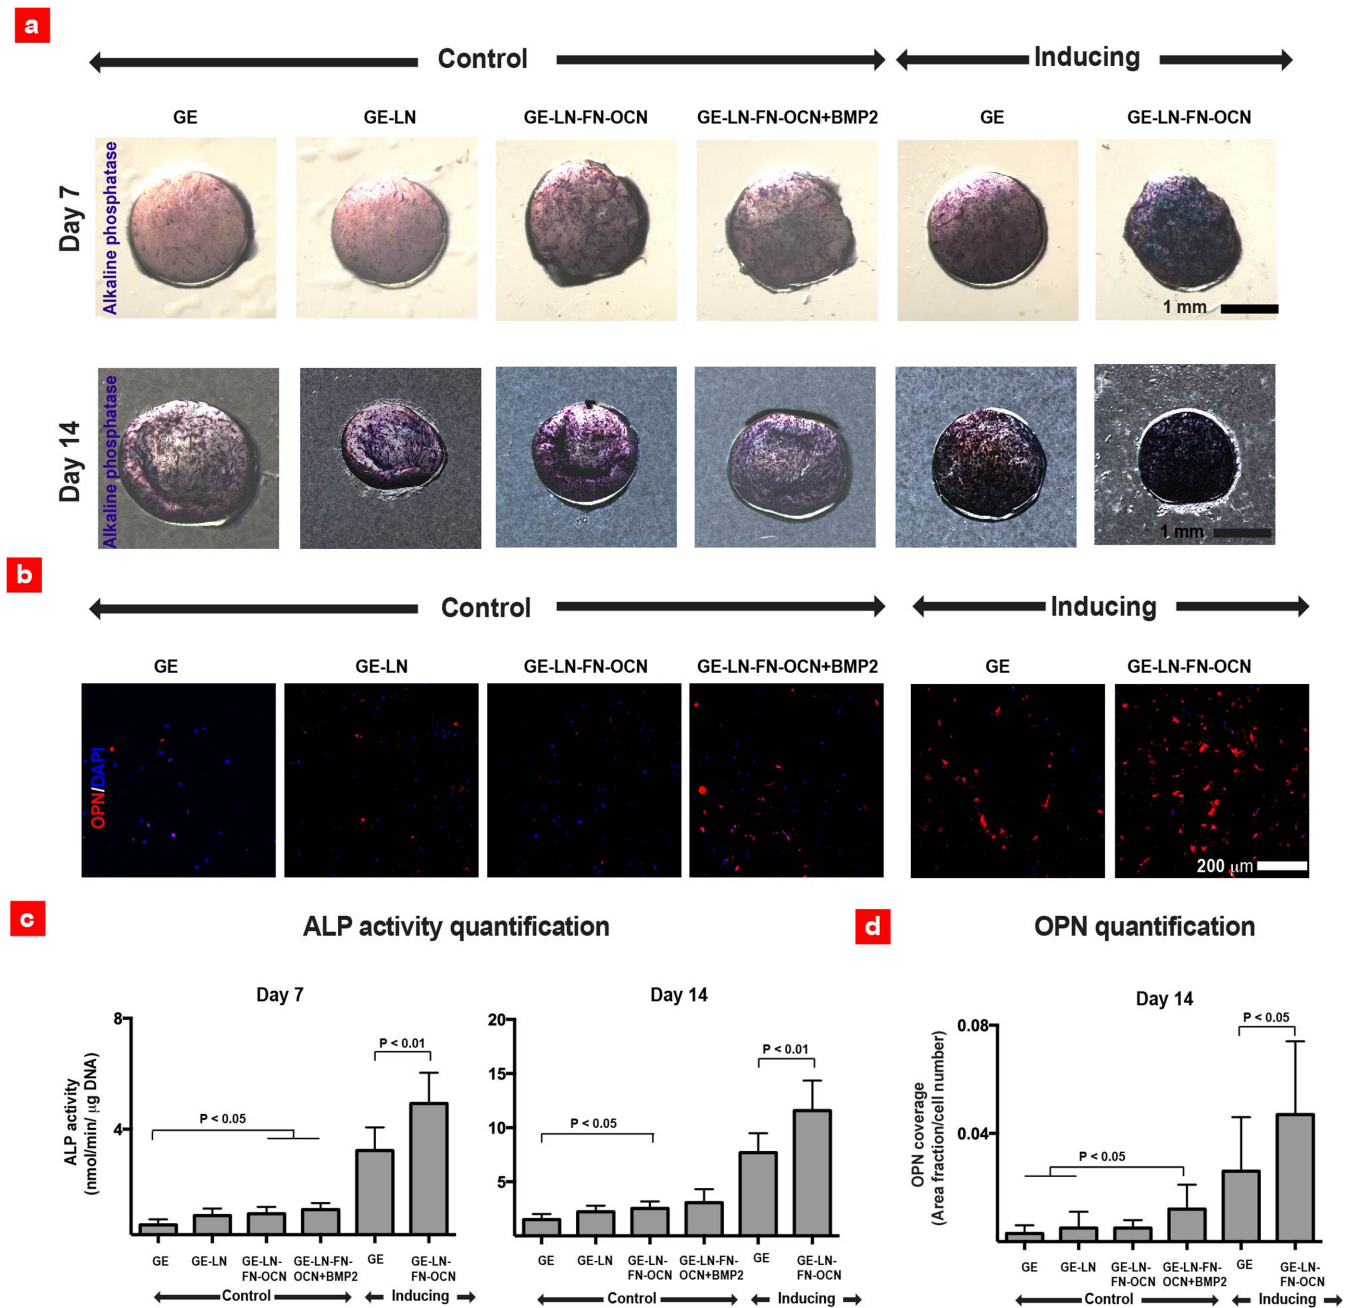 a
Control
Inducing
GE
GE-LN
GE-LN-FN-OCN
GE-LN-FN-OCN+BMP2
GE
GE-LN-FN-OCN
Day 7
Alkaline phosphatase
1 mm
Day 14
Alkaline phosphatase
1 mm
b
Control
Inducing
GE
GE-LN
GE-LN-FN-OCN
GE-LN-FN-OCN+BMP2
GE
GE-LN-FN-OCN
OPN/DAPI
200 μm
c
ALP activity quantification
Day 7
ALP activity
(nmol/min/ μg DNA)
8
4
P < 0.05
P < 0.01
GE
GE-LN
GE-LN-
FN-OCN
GE-LN-FN-
OCN+BMP2
GE
GE-LN-
FN-OCN
Control
Inducing
Day 14
20
15
10
5
P < 0.05
P < 0.01
GE
GE-LN
GE-LN-
FN-OCN
GE-LN-FN-
OCN+BMP2
GE
GE-LN-
FN-OCN
Control
Inducing
d
OPN quantification
Day 14
OPN coverage
(Area fraction/cell number)
0.08
0.04
P < 0.05
P < 0.05
GE
GE-LN
GE-LN-
FN-OCN
GE-LN-FN-
OCN+BMP2
GE
GE-LN-
FN-OCN
Control
Inducing